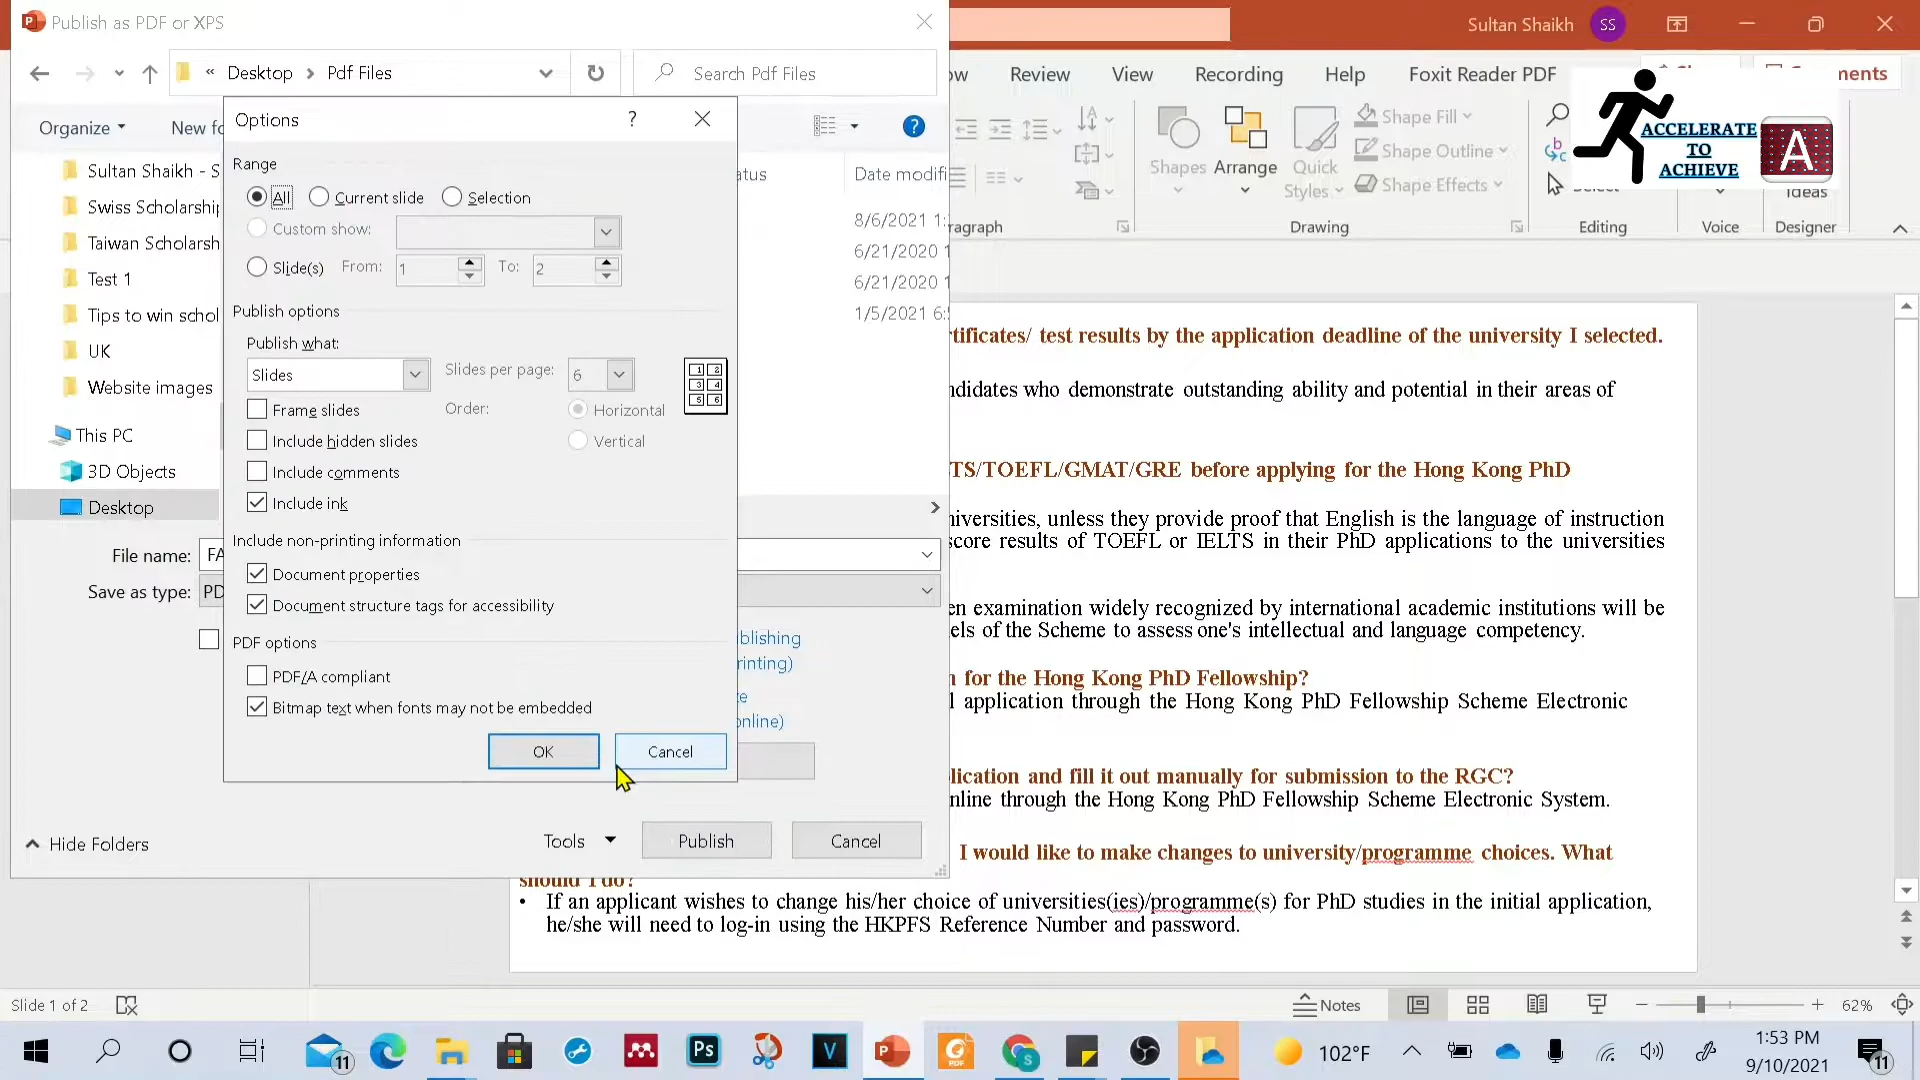 Publish as PDF or XPS
Sultan Shaikh
SS
« Desktop > Pdf Files
Search Pdf Files
Review View Recording Help Foxit Reader PDF
Organize
Options
?
Range
All
Current slide
Selection
Custom show:
Slide(s) From: 1 To: 2
Publish options
Publish what:
Slides
Slides per page: 6
Frame slides
Order: Horizontal
Vertical
Include hidden slides
Include comments
Include ink
Include non-printing information
Document properties
Document structure tags for accessibility
PDF options
PDF/A compliant
Bitmap text when fonts may not be embedded
OK
Cancel
Sultan Shaikh - S
Swiss Scholarship
Taiwan Scholarsh
Test 1
Tips to win schol
UK
Website images
This PC
3D Objects
Desktop
Date modifi
8/6/2021 1:
6/21/2020 1
6/21/2020 1
1/5/2021 6:
File name: FA
Save as type: PD
Hide Folders
Tools
Publish
Cancel
Shapes
Arrange
Quick
Styles
Shape Fill
Shape Outline
Shape Effects
Drawing
Editing
Voice
Ideas
Designer
ACCELERATE
TO
ACHIEVE
A
tificates/ test results by the application deadline of the university I selected.
ndidates who demonstrate outstanding ability and potential in their areas of
TS/TOEFL/GMAT/GRE before applying for the Hong Kong PhD
niversities, unless they provide proof that English is the language of instruction
score results of TOEFL or IELTS in their PhD applications to the universities
en examination widely recognized by international academic institutions will be
els of the Scheme to assess one's intellectual and language competency.
n for the Hong Kong PhD Fellowship?
l application through the Hong Kong PhD Fellowship Scheme Electronic
lication and fill it out manually for submission to the RGC?
nline through the Hong Kong PhD Fellowship Scheme Electronic System.
I would like to make changes to university/programme choices. What
should I do?
• If an applicant wishes to change his/her choice of universities(ies)/programme(s) for PhD studies in the initial application,
he/she will need to log-in using the HKPFS Reference Number and password.
Slide 1 of 2
Notes
62%
11
Ps
V
PDF
102°F
1:53 PM
9/10/2021
11